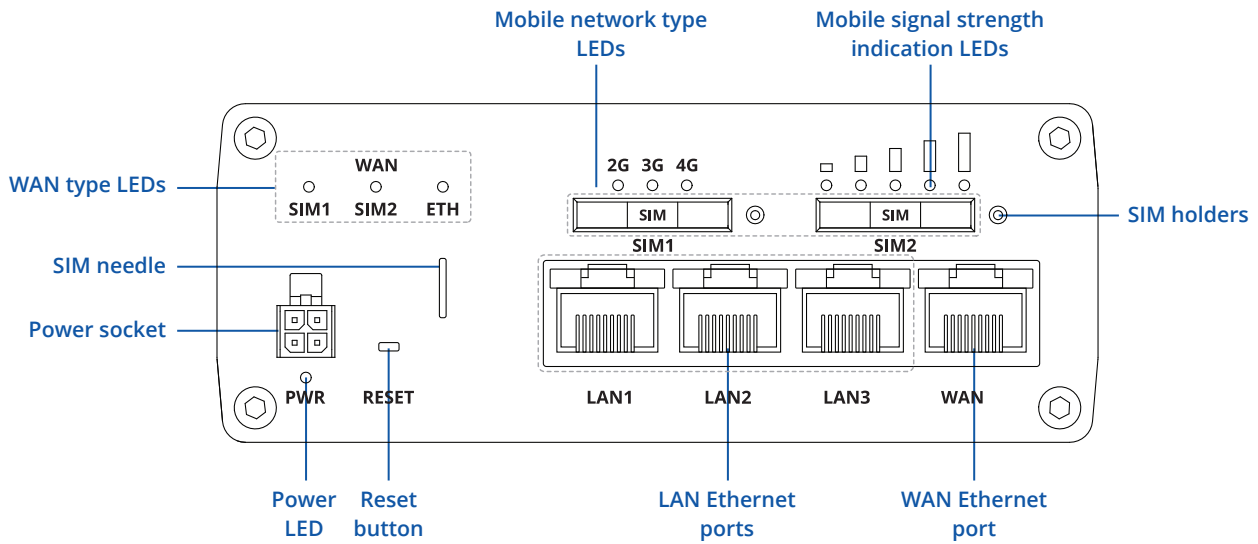 Mobile network type
LEDs
Mobile signal strength
indication LEDs
WAN type LEDs
WAN
SIM1 SIM2 ETH
2G 3G 4G
SIM
SIM
SIM1
SIM2
SIM holders
SIM needle
Power socket
PWR
RESET
LAN1
LAN2
LAN3
WAN
Power
LED
Reset
button
LAN Ethernet
ports
WAN Ethernet
port